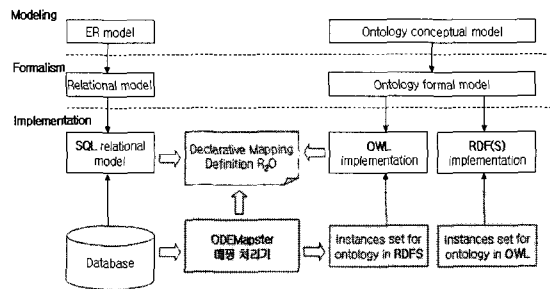 Modeling
ER model
Ontology conceptual model
Formalism
Relational model
Ontology formal model
Implementation
SQL relational
model
Declarative Mapping
Definition R2O
OWL
implementation
RDF(S)
implementation
Database
ODEMapster
매핑 처리기
Instances set for
ontology in RDFS
Instances set for
ontology in OWL